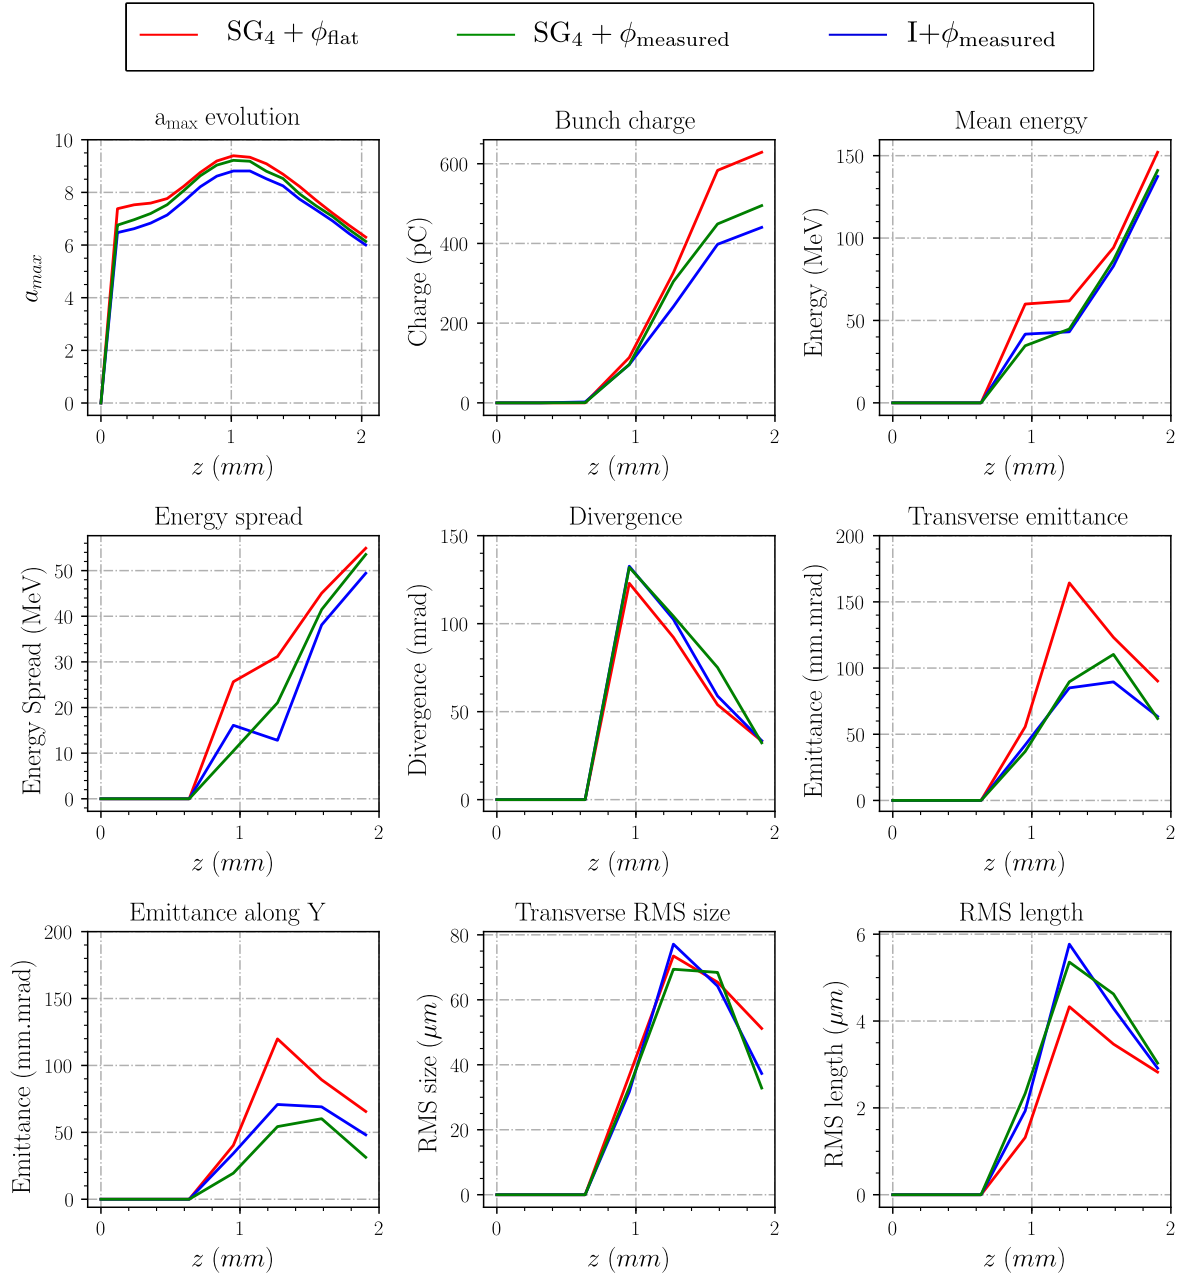 SG₄ + ϕflat SG₄ + ϕmeasured I+ϕmeasured
amax evolution
10
8
6
4
2
0
amax
0 1 2
z (mm)
Bunch charge
600
400
200
0
Charge (pC)
0 1 2
z (mm)
Mean energy
150
100
50
0
Energy (MeV)
0 1 2
z (mm)
Energy spread
50
40
30
20
10
0
Energy Spread (MeV)
0 1 2
z (mm)
Divergence
150
100
50
0
Divergence (mrad)
0 1 2
z (mm)
Transverse emittance
200
150
100
50
0
Emittance (mm.mrad)
0 1 2
z (mm)
Emittance along Y
200
150
100
50
0
Emittance (mm.mrad)
0 1 2
z (mm)
Transverse RMS size
80
60
40
20
0
RMS size (μm)
0 1 2
z (mm)
RMS length
6
4
2
0
RMS length (μm)
0 1 2
z (mm)